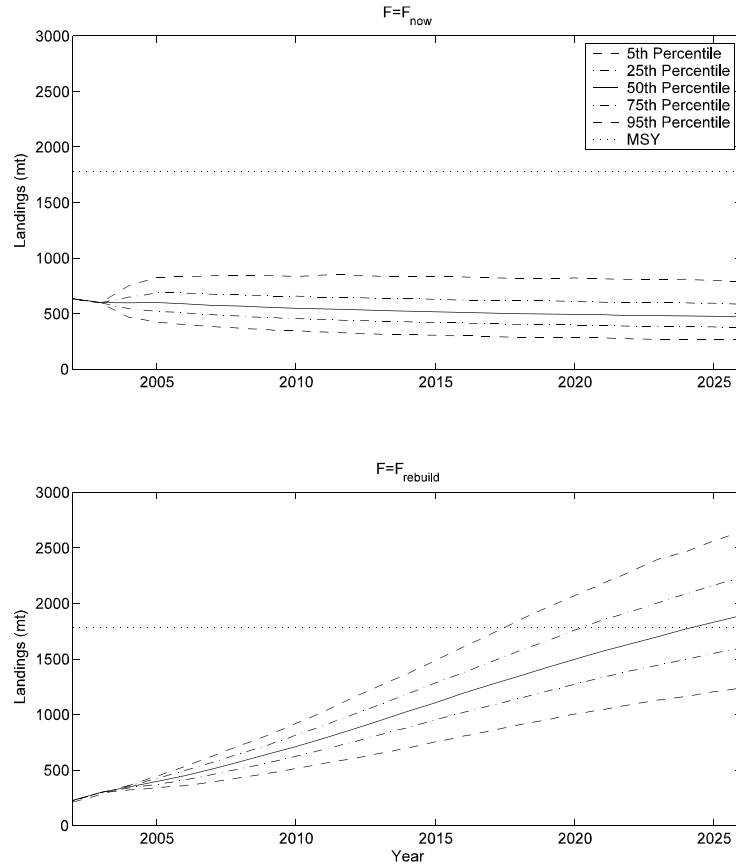 F=Fnow
3000
2500
2000
1500
1000
500
0
Landings (mt)
5th Percentile
25th Percentile
50th Percentile
75th Percentile
95th Percentile
MSY
2005 2010 2015 2020 2025
F=Frebuild
3000
2500
2000
1500
1000
500
0
Landings (mt)
2005 2010 2015 2020 2025
Year